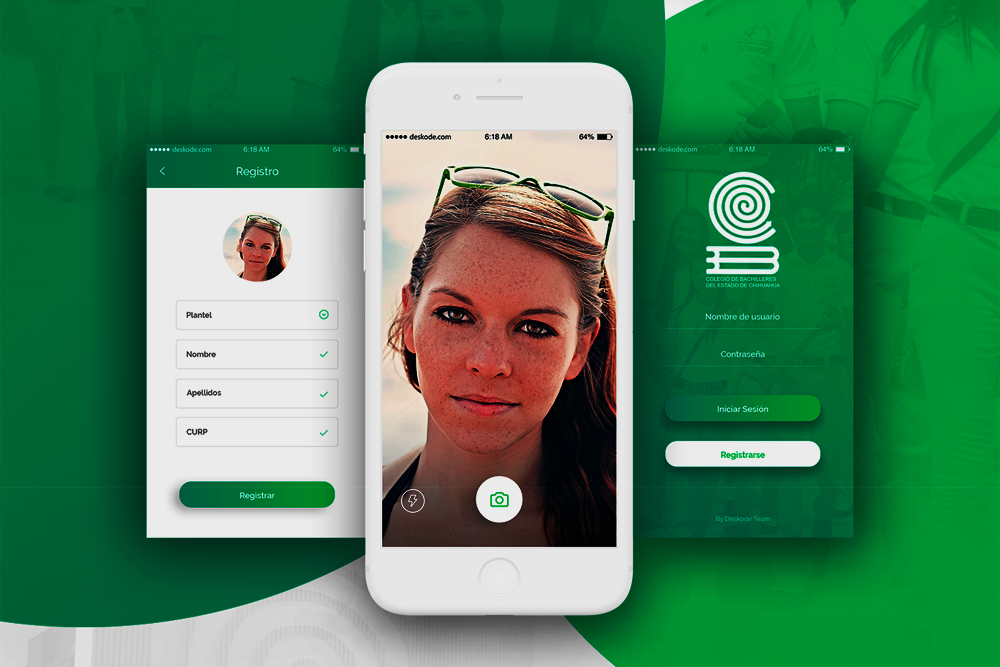 deskode.com 6:18 AM 64%
Registro
Plantel
Nombre
Apellidos
CURP
Registrar
deskode.com 6:18 AM 64%
deskode.com 6:18 AM 64%
COLEGIO DE BACHILLERES
DEL ESTADO DE CHIHUAHUA
Nombre de usuario
Contraseña
Iniciar Sesión
Registrarse
By Deskode Team